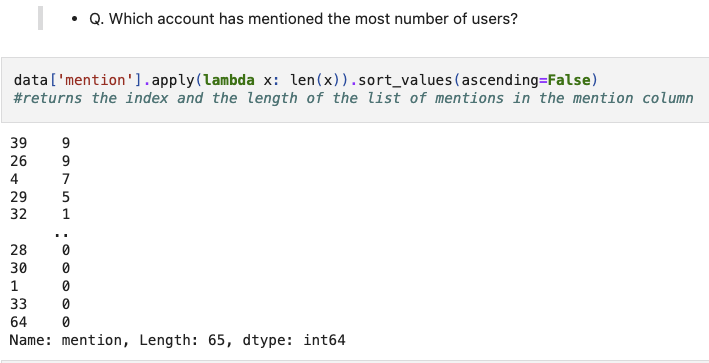 • Q. Which account has mentioned the most number of users?
data['mention'].apply(lambda x: len(x)).sort_values(ascending=False)
#returns the index and the length of the list of mentions in the mention column
39    9
26    9
4     7
29    5
32    1
     ..
28    0
30    0
1     0
33    0
64    0
Name: mention, Length: 65, dtype: int64